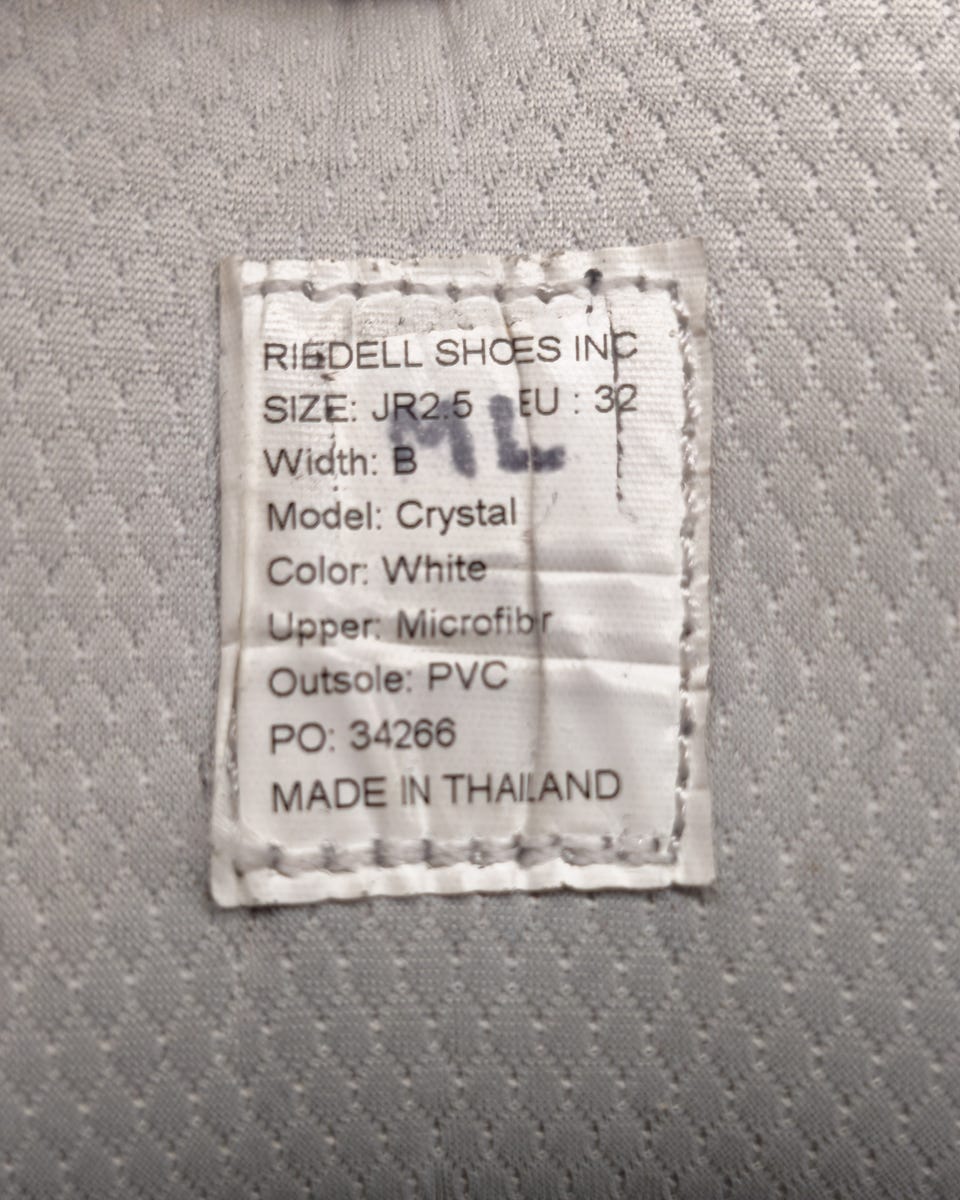 RIEDELL SHOES INC
SIZE: JR2.5 EU : 32
ML
Width: B
Model: Crystal
Color: White
Upper: Microfibr
Outsole: PVC
PO: 34266
MADE IN THAILAND